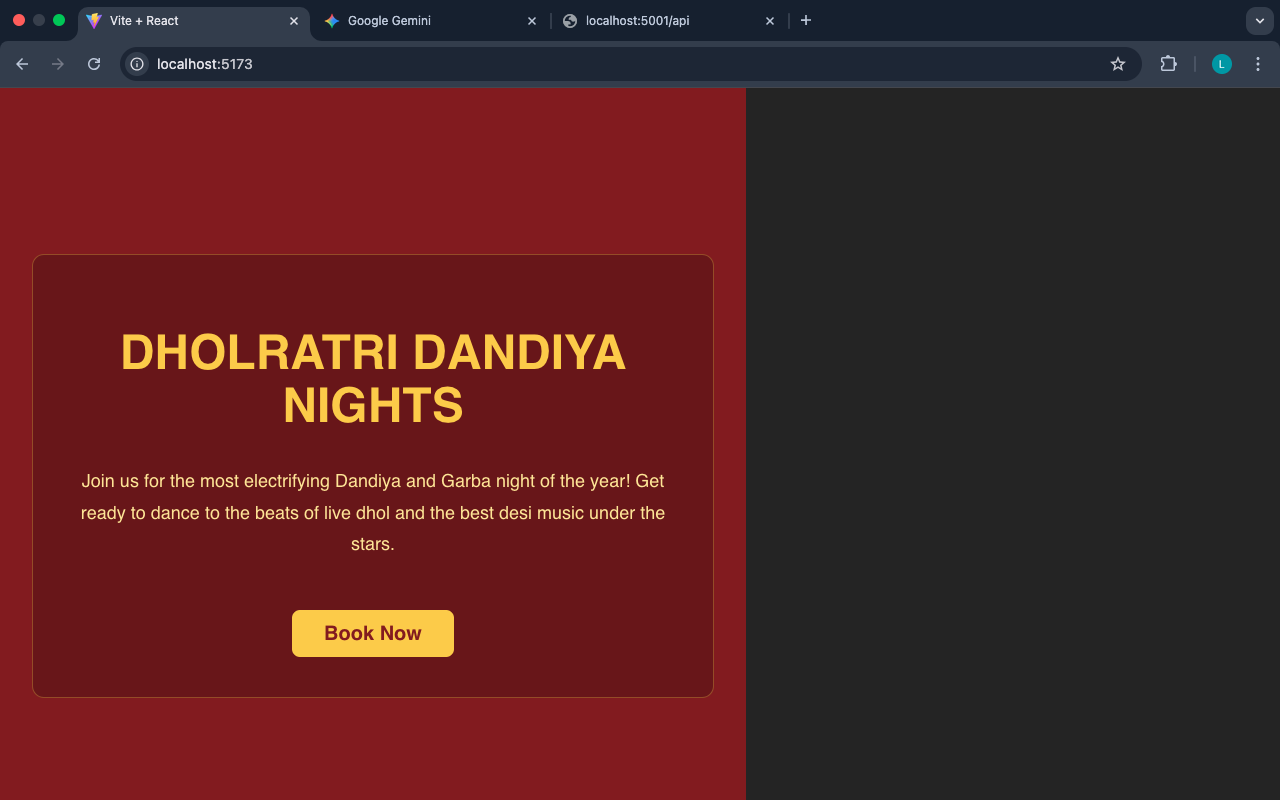 Vite + React
Google Gemini
localhost:5001/api
localhost:5173
L
DHOLRATRI DANDIYA
NIGHTS
Join us for the most electrifying Dandiya and Garba night of the year! Get
ready to dance to the beats of live dhol and the best desi music under the
stars.
Book Now